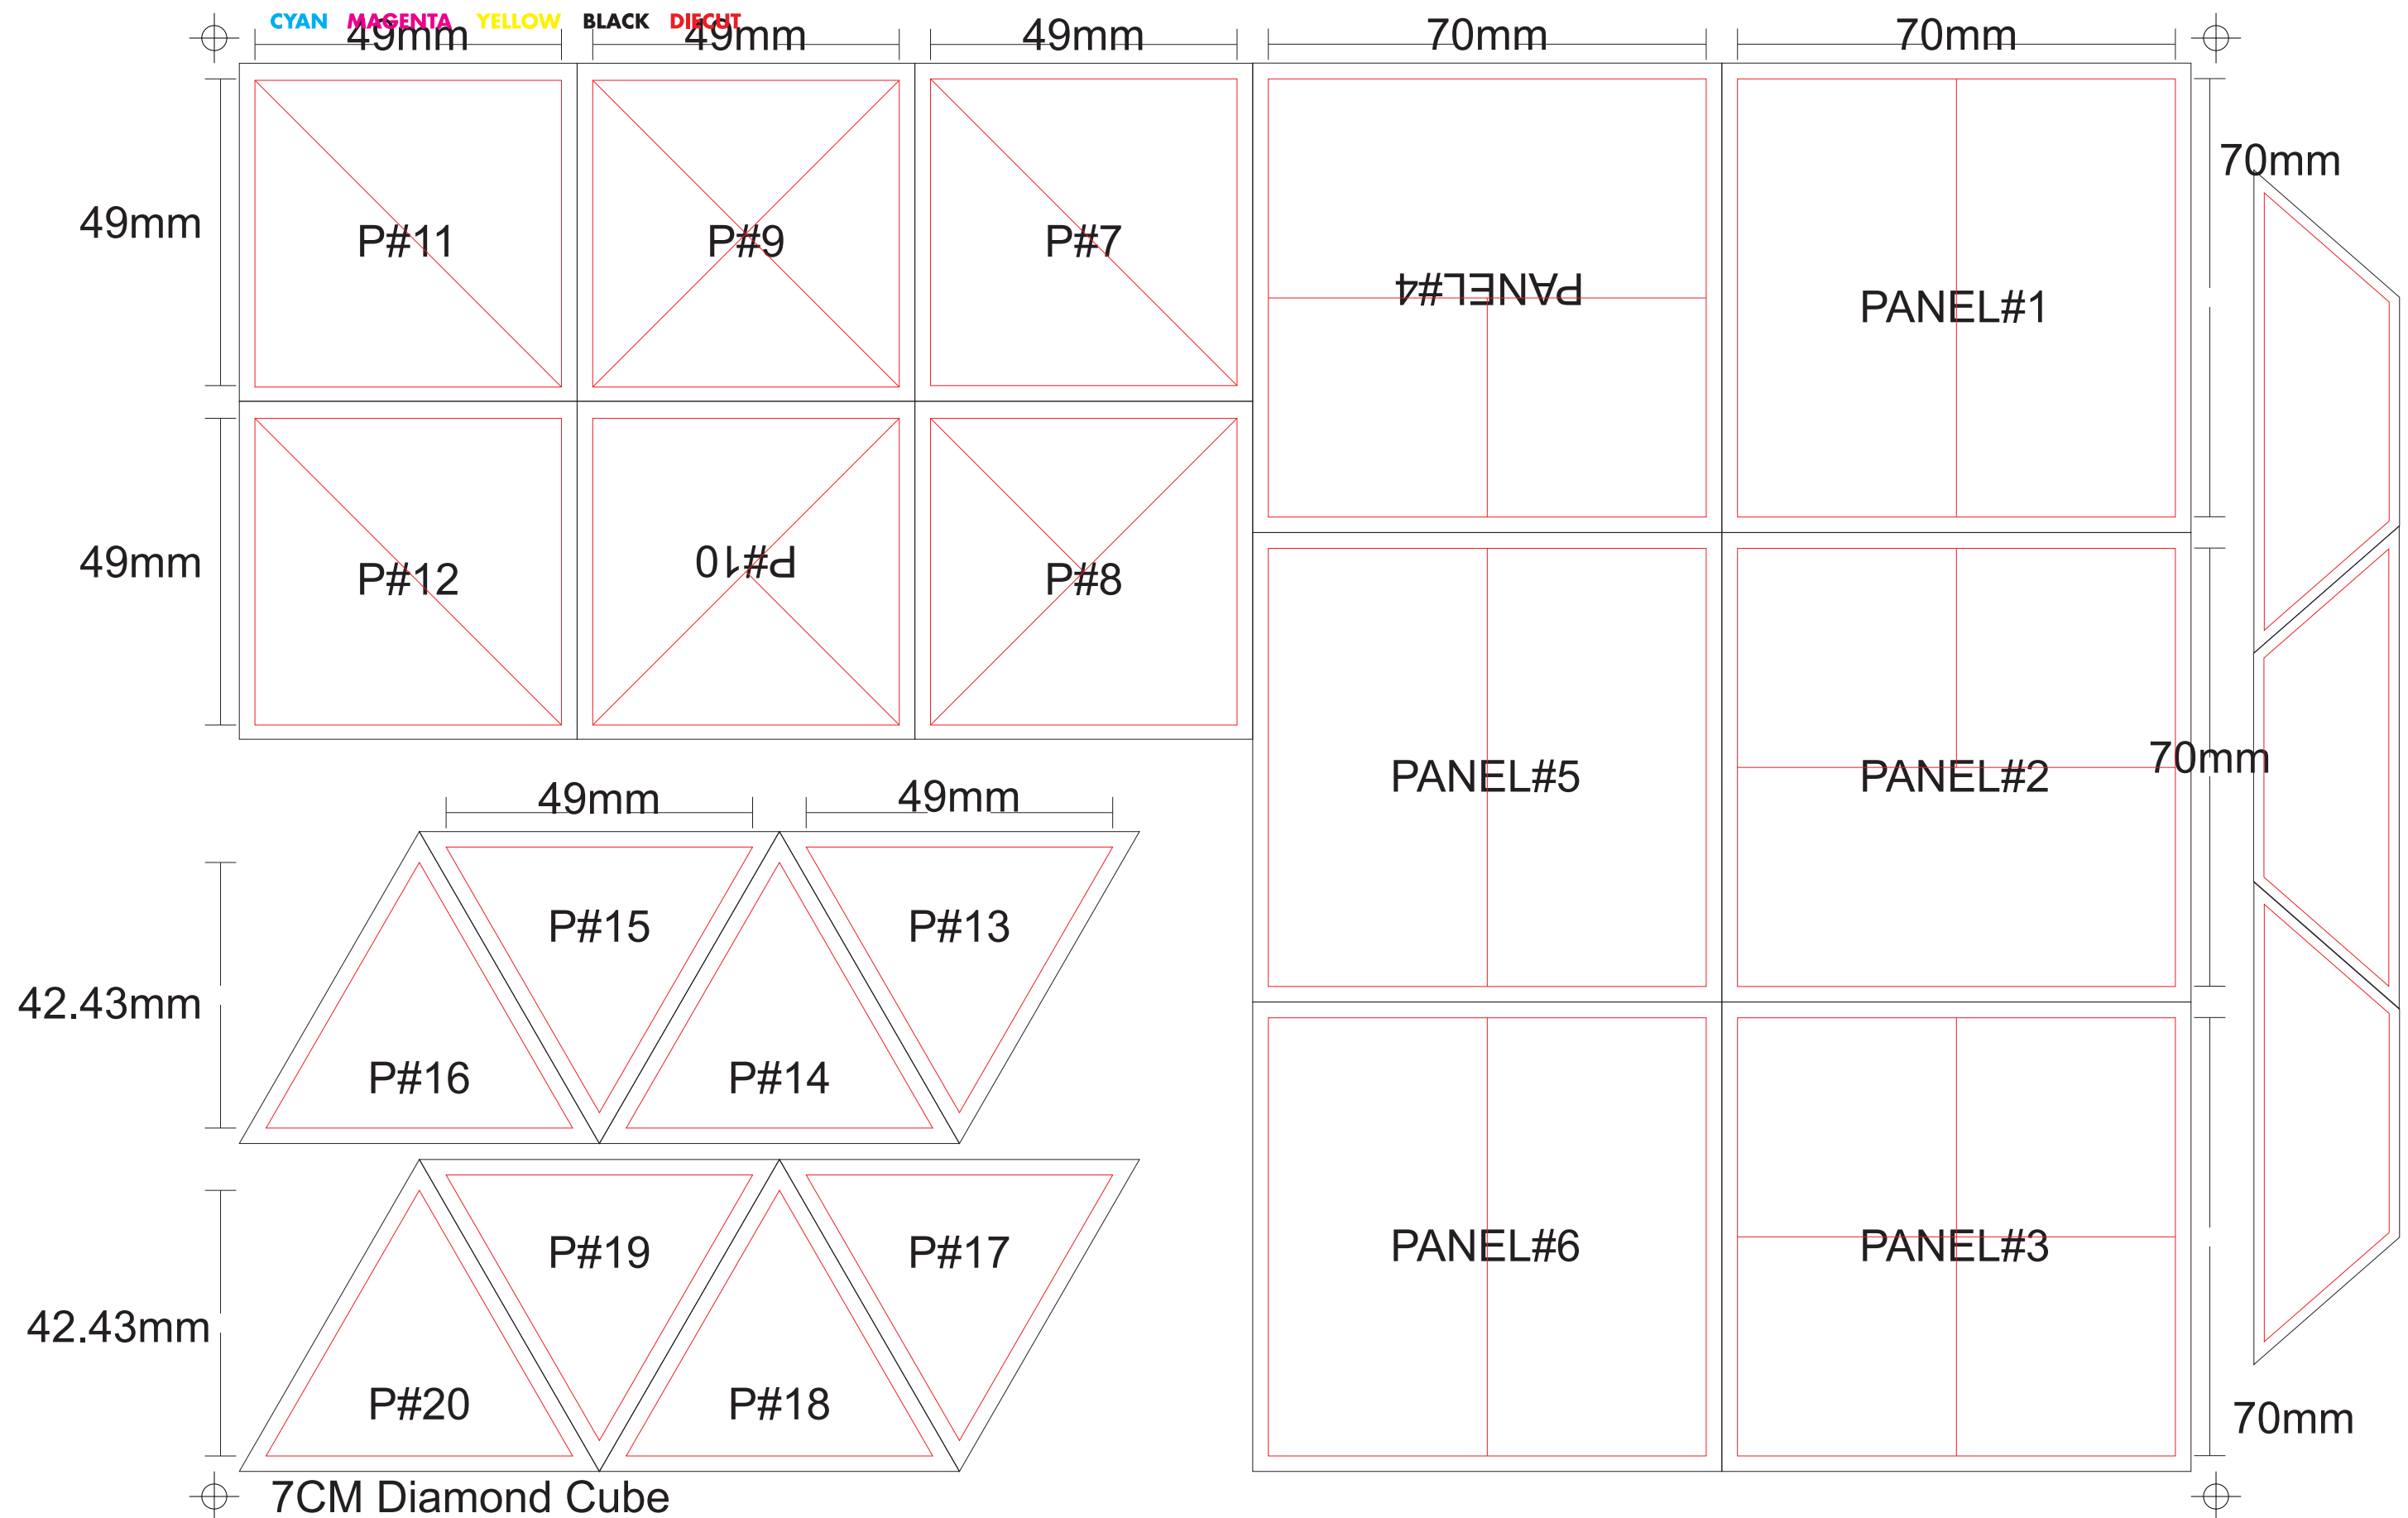 CYAN MAGENTA YELLOW BLACK DIECUT
49mm 49mm 49mm 70mm 70mm
70mm
49mm P#11 P#9 P#7
PANEL#4 PANEL#1
49mm P#12 P#10 P#8
PANEL#5 PANEL#2 70mm
49mm 49mm
P#15 P#13
42.43mm
P#16 P#14
P#19 P#17
PANEL#6 PANEL#3
42.43mm
P#20 P#18
70mm
7CM Diamond Cube